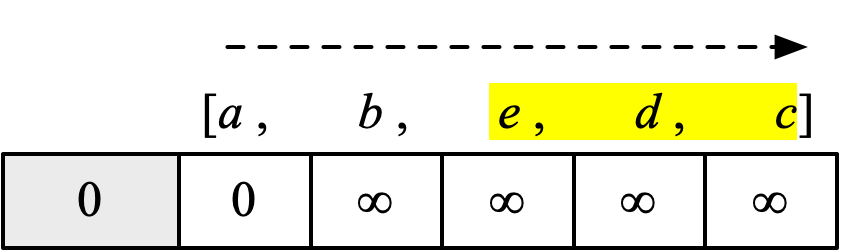 [a , b , e , d , c]
0 0 ∞ ∞ ∞ ∞